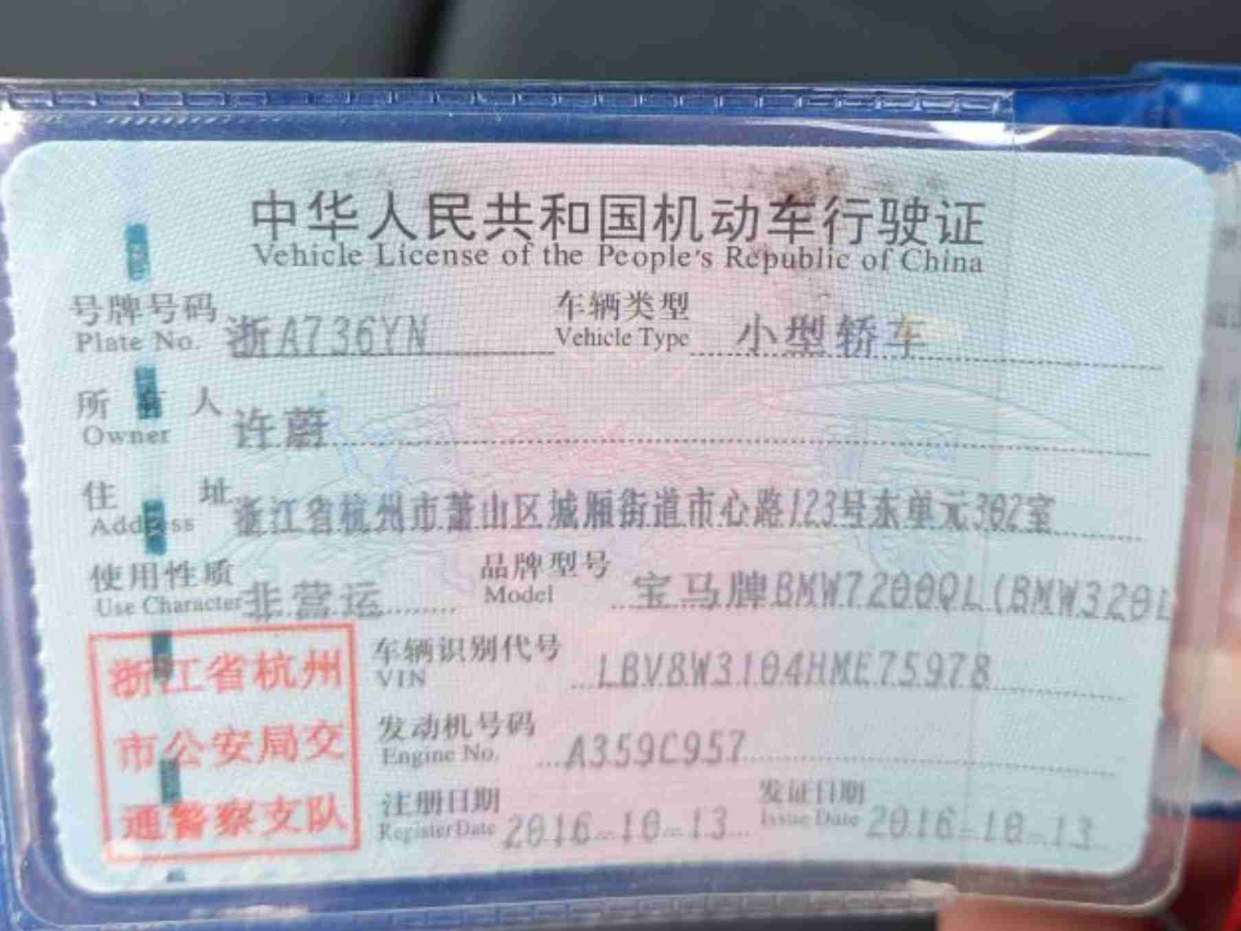 中华人民共和国机动车行驶证
Vehicle License of the People's Republic of China
号牌号码 浙A736YN 车辆类型 小型轿车
Plate No. Vehicle Type
所有人 许蔚
Owner
住址 浙江省杭州市萧山区城厢街道市心路123号东单元302室
Address
使用性质 非营运 品牌型号 宝马牌BMW7200QL(BMW320L
Use Character Model
浙江省杭州
市公安局交
通警察支队
车辆识别代号 LBV8W3104HME75978
VIN
发动机号码 A359C957
Engine No.
注册日期 2016-10-13 发证日期 2016-10-13
Register Date Issue Date